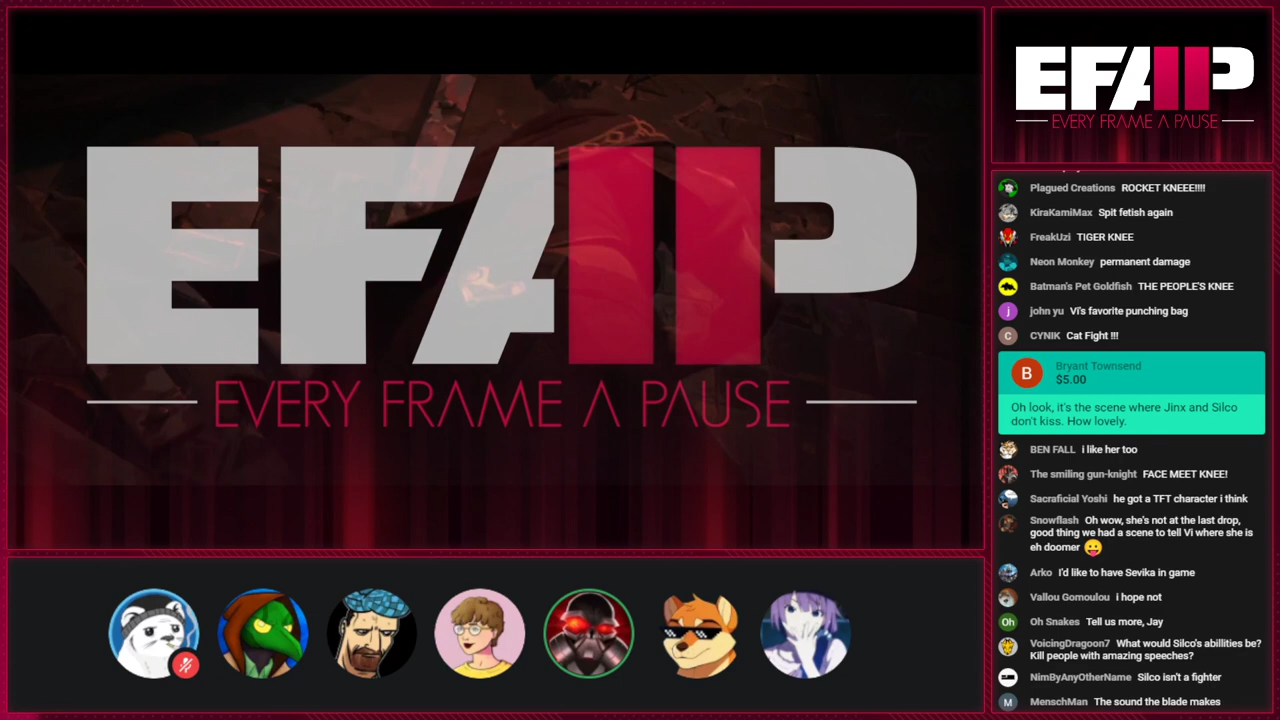 EFAP
EVERY FRAME A PAUSE
EFAP
EVERY FRAME A PAUSE
Plagued Creations ROCKET KNEEE!!!!
KiraKamiMax Spit fetish again
FreakUzi TIGER KNEE
Neon Monkey permanent damage
Batman's Pet Goldfish THE PEOPLE'S KNEE
j
john yu Vi's favorite punching bag
C
CYNIK Cat Fight !!!
B
Bryant Townsend
$5.00
Oh look, it's the scene where Jinx and Silco
don't kiss. How lovely.
BEN FALL i like her too
The smiling gun-knight FACE MEET KNEE!
Sacraficial Yoshi he got a TFT character i think
Snowflash Oh wow, she's not at the last drop,
good thing we had a scene to tell Vi where she is
eh doomer 😛
Arko I'd like to have Sevika in game
Vallou Gomoulou i hope not
Oh
Oh Snakes Tell us more, Jay
VoicingDragoon7 What would Silco's abillities be?
Kill people with amazing speeches?
NimByAnyOtherName Silco isn't a fighter
M
MenschMan The sound the blade makes